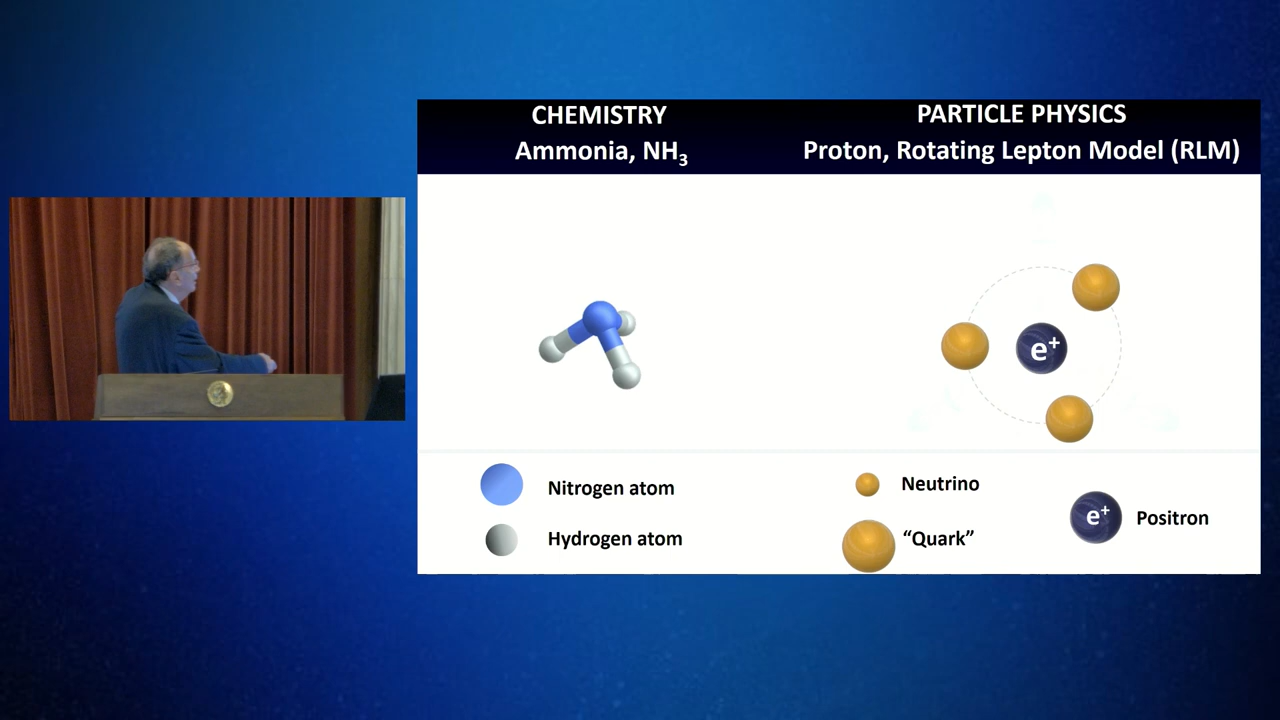 CHEMISTRY
Ammonia, NH₃
PARTICLE PHYSICS
Proton, Rotating Lepton Model (RLM)
e⁺
Nitrogen atom
Hydrogen atom
Neutrino
“Quark”
e⁺
Positron